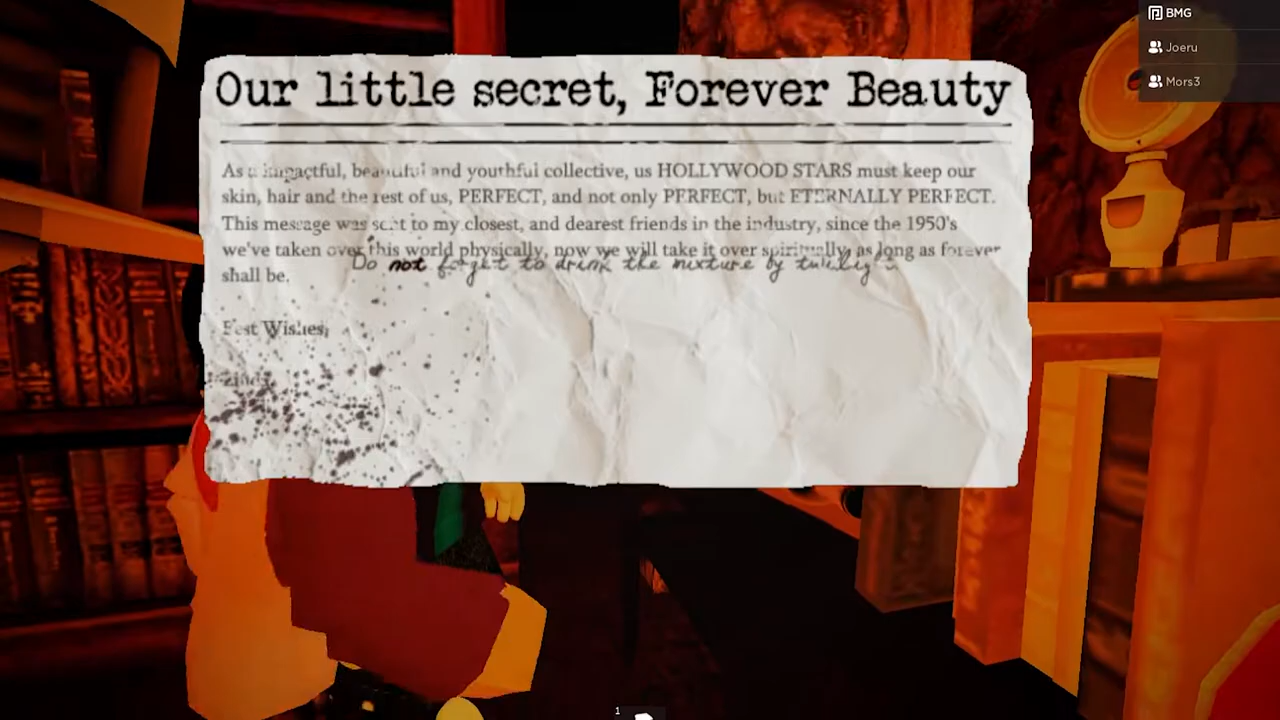 Our little secret, Forever Beauty
As a impactful, beautiful and youthful collective, us HOLLYWOOD STARS must keep our
skin, hair and the rest of us, PERFECT, and not only PERFECT, but ETERNALLY PERFECT.
This message was sent to my closest, and dearest friends in the industry, since the 1950's
we've taken over this world physically, now we will take it over spiritually as long as forever
Do not forget to drink the mixture by
shall be.
Best Wishes,
BMG
Joeru
Mors3
1